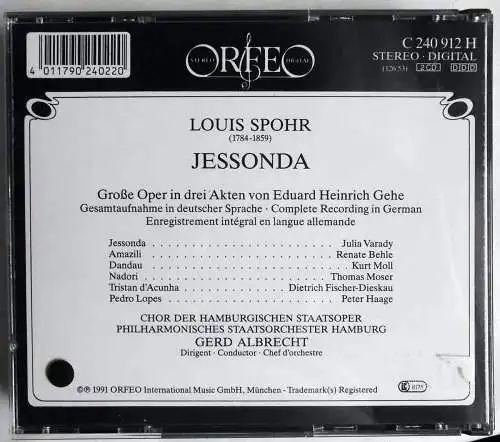 4 011790 240220
ORFEO
STEREO DIGITAL
C 240 912 H
STEREO · DIGITAL
(126'53) 2 CD DDD
LOUIS SPOHR
(1784-1859)
JESSONDA
Große Oper in drei Akten von Eduard Heinrich Gehe
Gesamtaufnahme in deutscher Sprache · Complete Recording in German
Enregistrement intégral en langue allemande
Jessonda . . . . . . . . . . . . . . . . . . . . Julia Varady
Amazili . . . . . . . . . . . . . . . . . . . . Renate Behle
Dandau . . . . . . . . . . . . . . . . . . . . Kurt Moll
Nadori . . . . . . . . . . . . . . . . . . . . Thomas Moser
Tristan d'Acunha . . . . . . . . . . Dietrich Fischer-Dieskau
Pedro Lopes . . . . . . . . . . . . . . . . . . Peter Haage
CHOR DER HAMBURGISCHEN STAATSOPER
PHILHARMONISCHES STAATSORCHESTER HAMBURG
GERD ALBRECHT
Dirigent · Conductor · Chef d'orchestre
©℗ 1991 ORFEO International Music GmbH, München · Trademark(s) Registered
BIEM